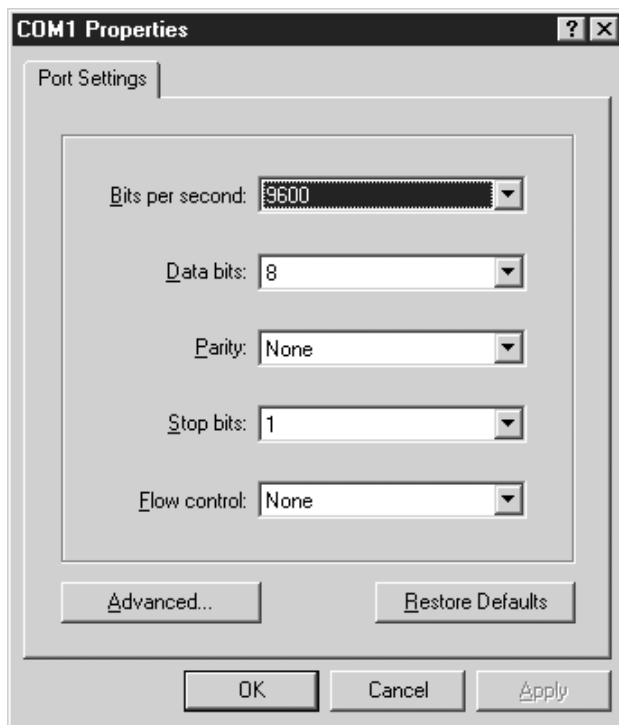 COM1 Properties
Port Settings
Bits per second: 9600
Data bits: 8
Parity: None
Stop bits: 1
Flow control: None
Advanced... Restore Defaults
OK Cancel Apply